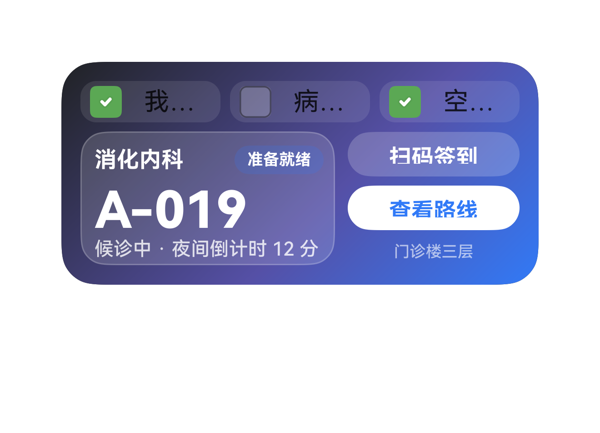 我…
病…
空…
消化内科
准备就绪
A-019
候诊中 · 夜间倒计时 12 分
扫码签到
查看路线
门诊楼三层